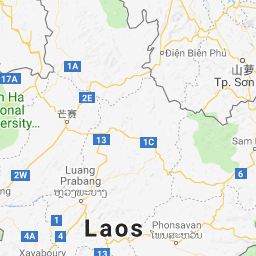 Điện Biên Phủ
山萝
Tp. Sơn
1A
17A
2E
n Ha
onal
versity...
芒赛
13
1C
Sam
6
2W
Luang
Prabang
ຫຼວງພະບາງ
1
Laos
Phonsavan
ໂພນສະຫວັນ
4A
4
13
Xayaboury